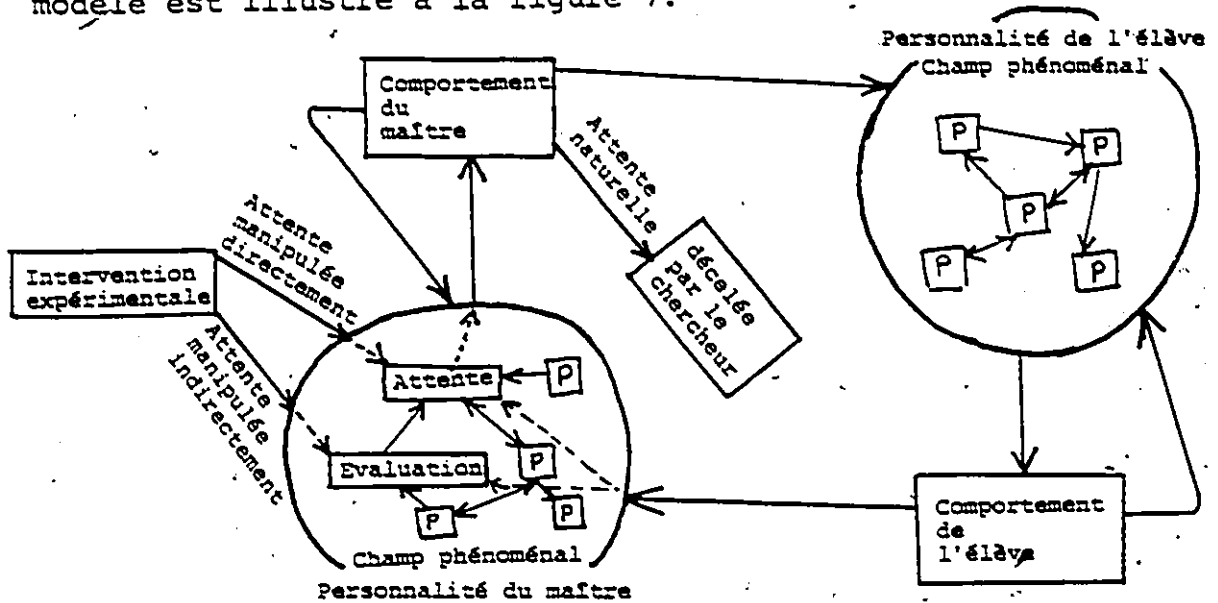 modèle est illustré à la figure 7.
Personnalité de l'élève
Champ phénoménal
Comportement
du
maître
Attente
naturelle
P
P
P
P
P
Attente
manipulée
directement
décelée
par le
chercheur
Intervention
expérimentale
Attente
manipulée
indirectement
Attente
P
Evaluation
P
P
P
Comportement
de
l'élève
Champ phénoménal
Personnalité du maître